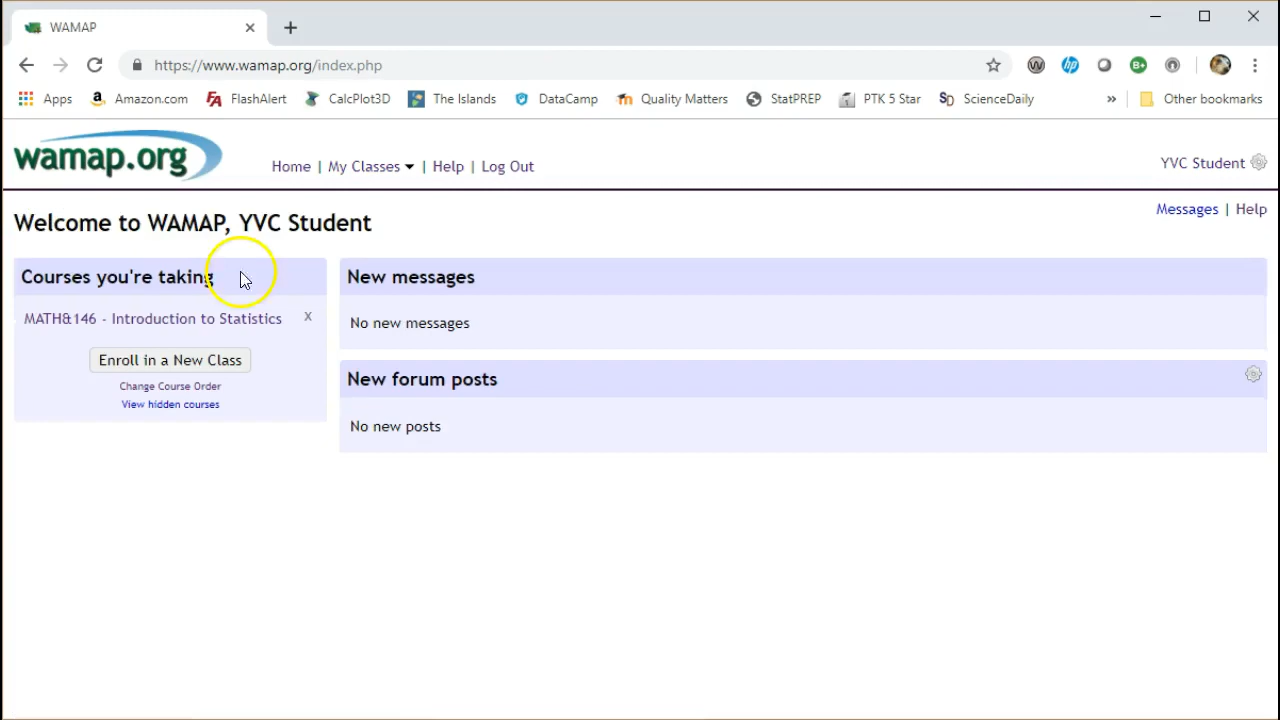 WAMAP
https://www.wamap.org/index.php
Apps Amazon.com FlashAlert CalcPlot3D The Islands DataCamp Quality Matters StatPREP PTK 5 Star ScienceDaily » Other bookmarks
wamap.org
Home | My Classes | Help | Log Out
YVC Student
Messages | Help
Welcome to WAMAP, YVC Student
Courses you're taking
MATH&146 - Introduction to Statistics x
Enroll in a New Class
Change Course Order
View hidden courses
New messages
No new messages
New forum posts
No new posts